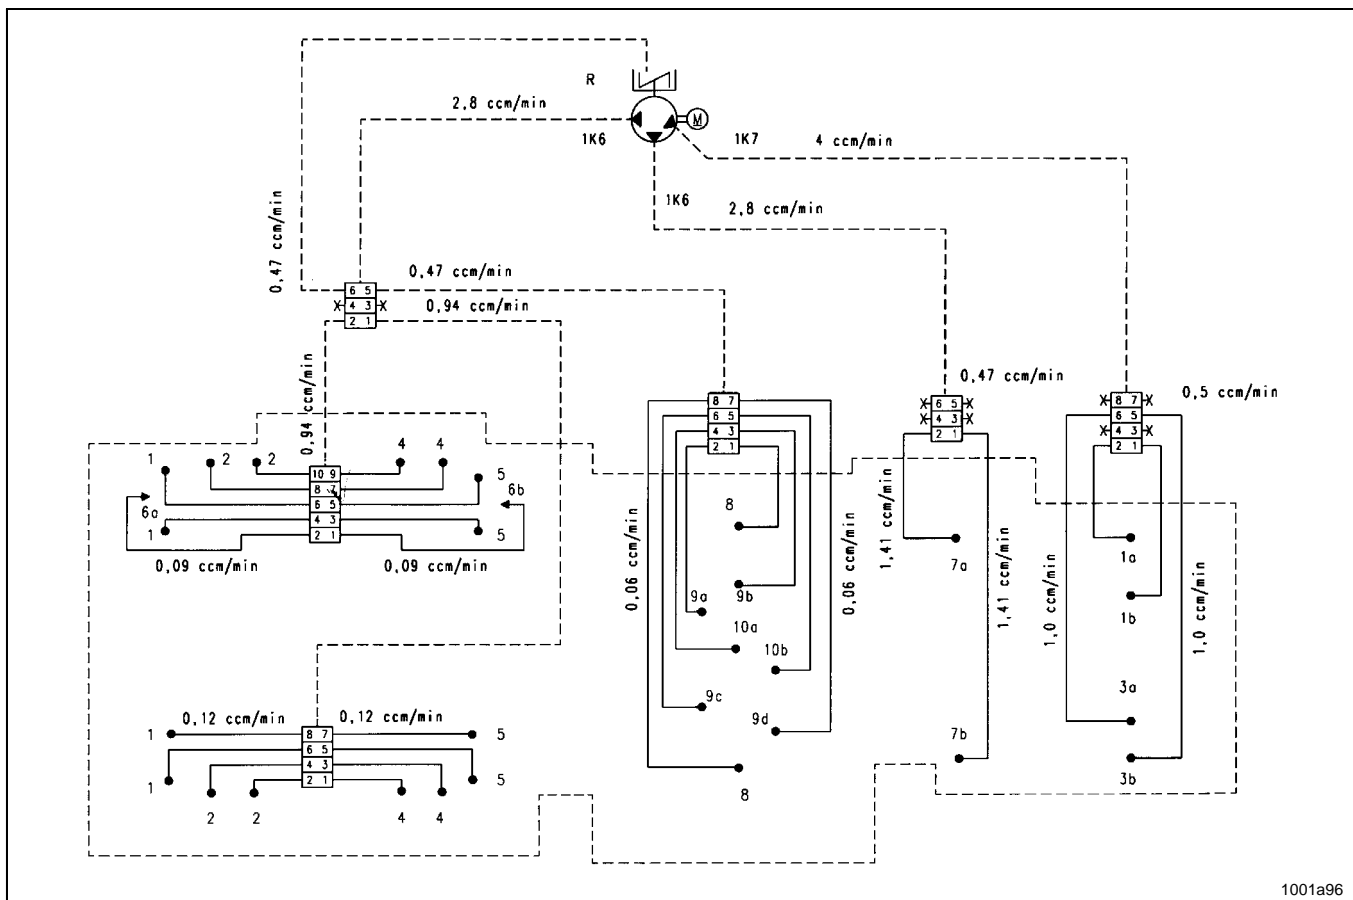 R
2,8 ccm/min
M
1K6
1K7
4 ccm/min
1K6
2,8 ccm/min
0,47 ccm/min
0,47 ccm/min
6 5
4 3
2 1
0,94 ccm/min
0,94 ccm/min
0,47 ccm/min
0,5 ccm/min
8 7
6 5
4 3
2 1
6 5
4 3
2 1
8 7
6 5
4 3
2 1
1
2
2
4
4
5
10 9
8 7
6 5
4 3
2 1
6a
6b
1
5
0,09 ccm/min
0,09 ccm/min
8
9a
9b
10a
10b
9c
9d
8
0,06 ccm/min
0,06 ccm/min
1,41 ccm/min
7a
1,41 ccm/min
7b
1a
1b
1,0 ccm/min
1,0 ccm/min
3a
3b
0,12 ccm/min
0,12 ccm/min
1
5
8 7
6 5
4 3
2 1
1
5
2
2
4
4
1001a96